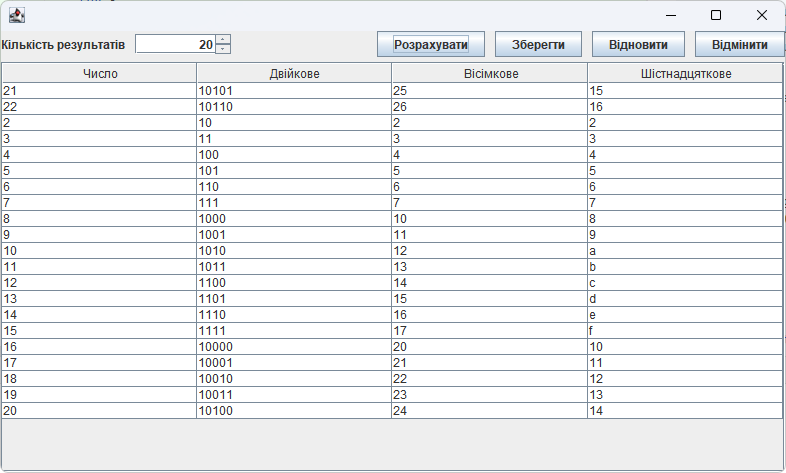 Кількість результатів 20 Розрахувати Зберегти Відновити Відмінити
Число Двійкове Вісімкове Шістнадцяткове
21 10101 25 15
22 10110 26 16
2 10 2 2
3 11 3 3
4 100 4 4
5 101 5 5
6 110 6 6
7 111 7 7
8 1000 10 8
9 1001 11 9
10 1010 12 a
11 1011 13 b
12 1100 14 c
13 1101 15 d
14 1110 16 e
15 1111 17 f
16 10000 20 10
17 10001 21 11
18 10010 22 12
19 10011 23 13
20 10100 24 14